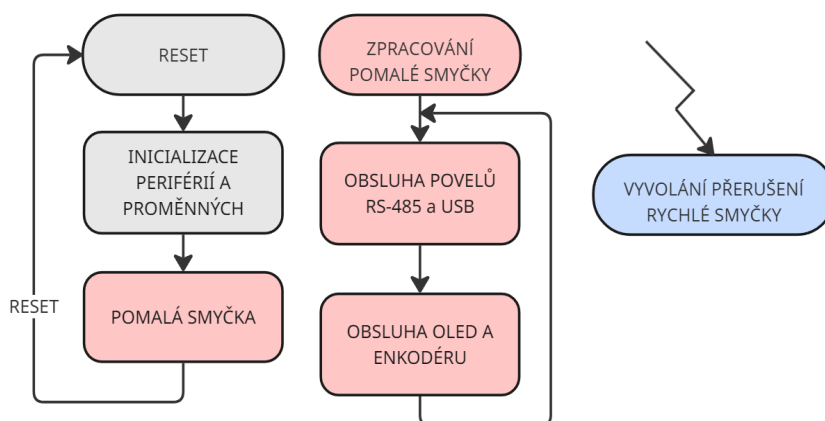 RESET
INICIALIZACE
PERIFÉRIÍ A
PROMĚNNÝCH
POMALÁ SMYČKA
RESET
ZPRACOVÁNÍ
POMALÉ SMYČKY
OBSLUHA POVELŮ
RS-485 a USB
OBSLUHA OLED A
ENKODÉRU
VYVOLÁNÍ PŘERUŠENÍ
RYCHLÉ SMYČKY